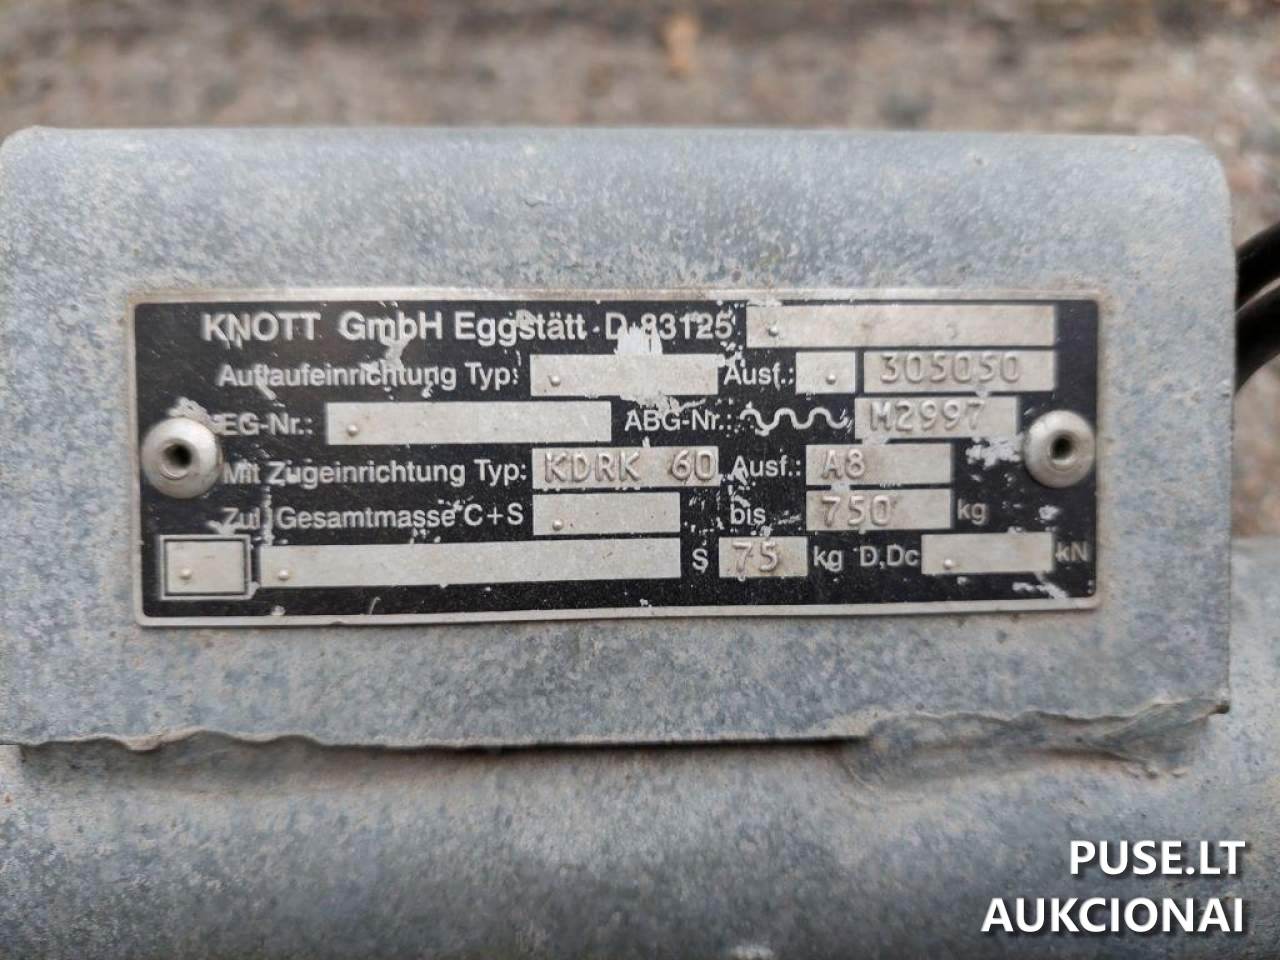 KNOTT GmbH Eggstätt · D-83125
Auflaufeinrichtung Typ: Ausf.: 305050
EG-Nr.: ABG-Nr.: M2997
Mit Zugeinrichtung Typ: KDRK 60 Ausf.: A8
Zul. Gesamtmasse C+S bis 750 kg
S 75 kg D,Dc kN
PUSE.LT
AUKCIONAI